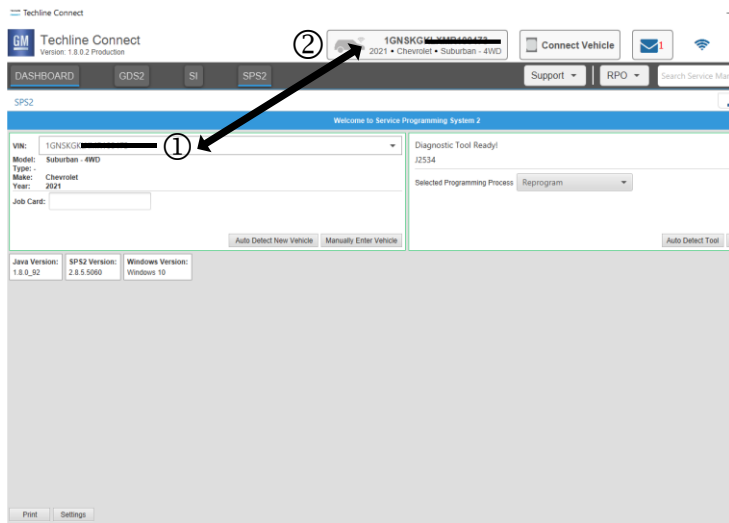 Techline Connect
GM
Techline Connect
Version: 1.8.0.2 Production
②
2021 • Chevrolet • Suburban - 4WD
Connect Vehicle
1
DASHBOARD GDS2 SI SPS2
Support
RPO
Search Service Man
SPS2
Welcome to Service Programming System 2
VIN: 1GNSKGK
①
Model: Suburban - 4WD
Type: -
Make: Chevrolet
Year: 2021
Job Card:
Auto Detect New Vehicle Manually Enter Vehicle
Diagnostic Tool Ready!
J2534
Selected Programming Process Reprogram
Auto Detect Tool
Java Version: SPS2 Version: Windows Version:
1.8.0_92 2.8.5.5060 Windows 10
Print Settings